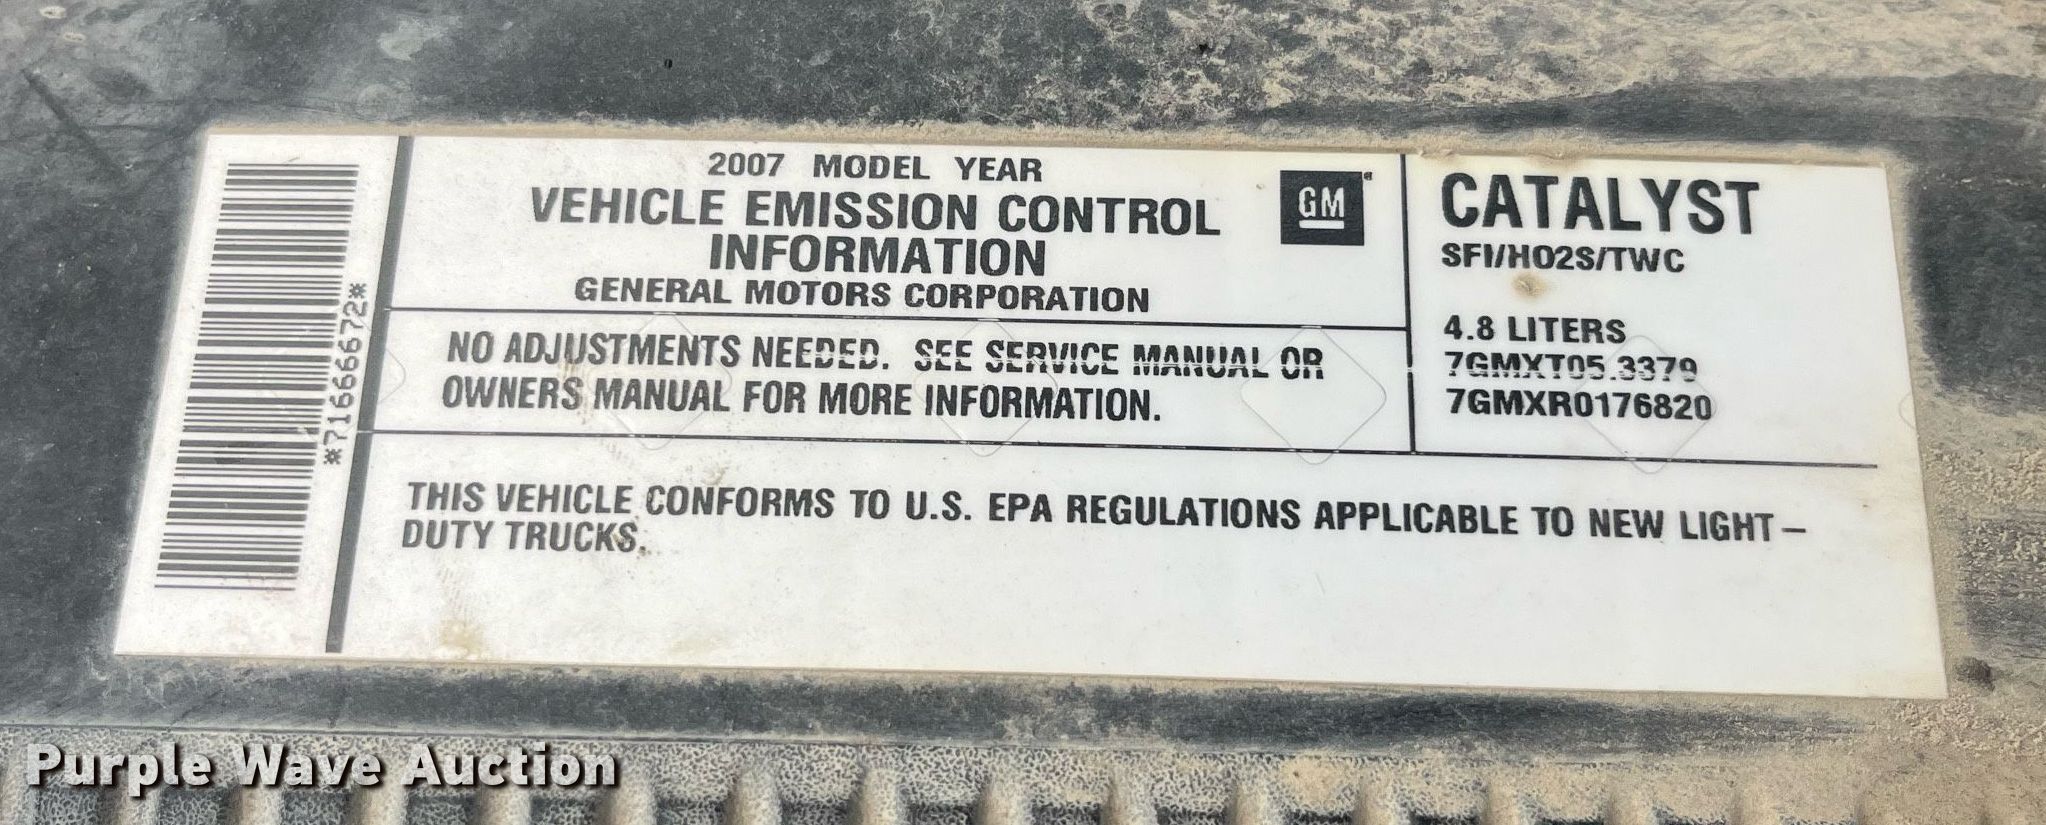 *71666672*
2007 MODEL YEAR
VEHICLE EMISSION CONTROL
INFORMATION
GENERAL MOTORS CORPORATION
GM
NO ADJUSTMENTS NEEDED. SEE SERVICE MANUAL OR
OWNERS MANUAL FOR MORE INFORMATION.
CATALYST
SFI/HO2S/TWC
4.8 LITERS
7GMXT05.3379
7GMXR0176820
THIS VEHICLE CONFORMS TO U.S. EPA REGULATIONS APPLICABLE TO NEW LIGHT–
DUTY TRUCKS.
Purple Wave Auction